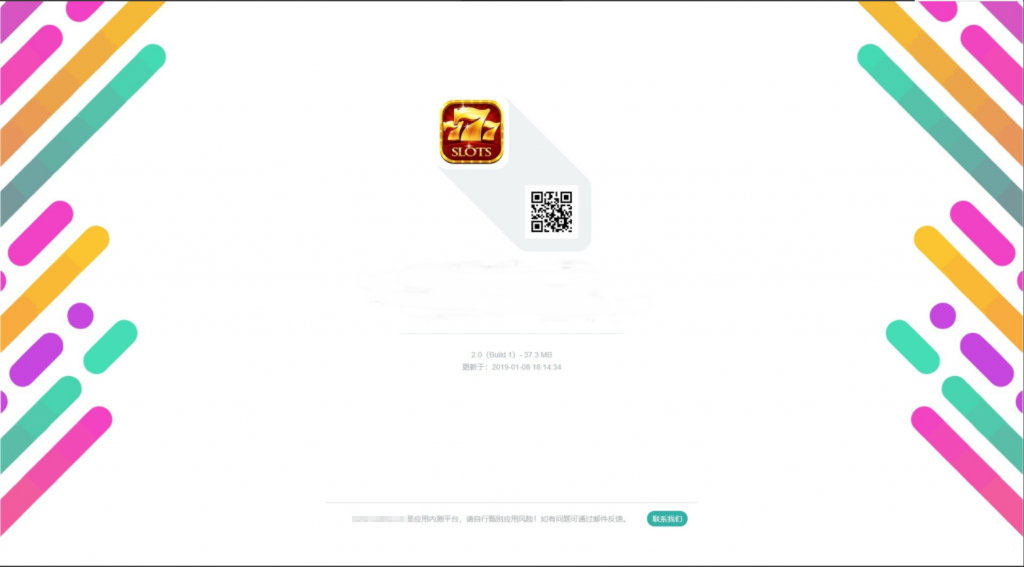 777
SLOTS
2.0 (Build 1) - 37.3 MB
更新于：2019-01-08 18:14:34
是应用内测平台，请自行甄别应用风险！如有问题可通过邮件反馈。
联系我们